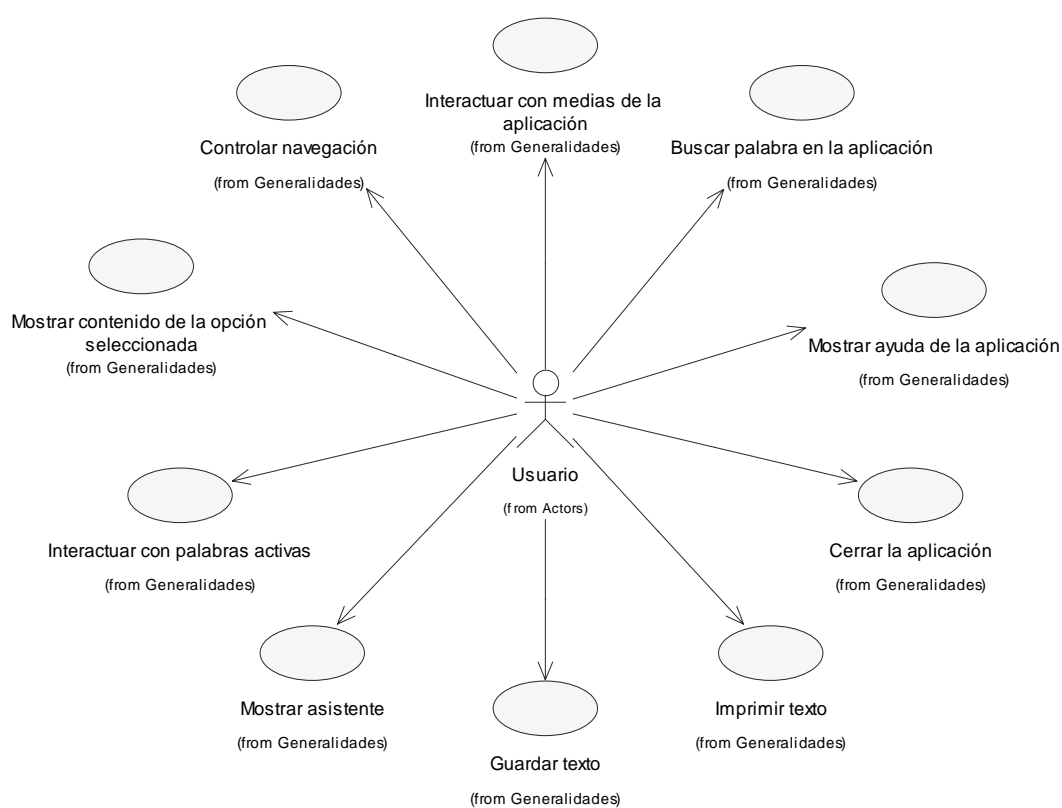 Interactuar con medias de la
aplicación
(from Generalidades)
Controlar navegación
(from Generalidades)
Buscar palabra en la aplicación
(from Generalidades)
Mostrar contenido de la opción
seleccionada
(from Generalidades)
Mostrar ayuda de la aplicación
(from Generalidades)
Usuario
(from Actors)
Interactuar con palabras activas
(from Generalidades)
Cerrar la aplicación
(from Generalidades)
Mostrar asistente
(from Generalidades)
Imprimir texto
(from Generalidades)
Guardar texto
(from Generalidades)